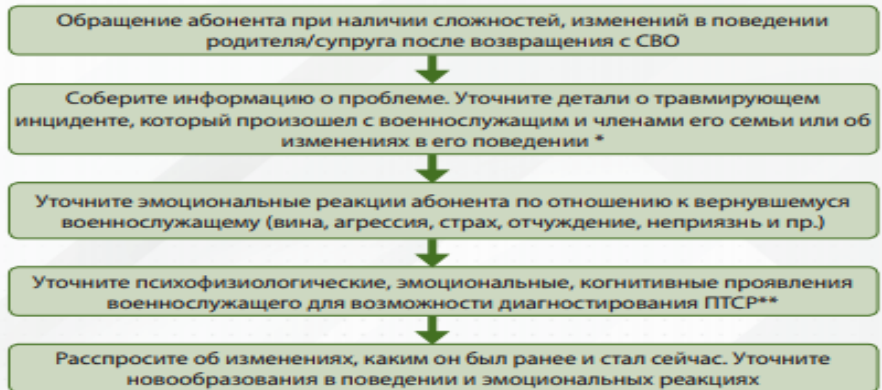 Обращение абонента при наличии сложностей, изменений в поведении
родителя/супруга после возвращения с СВО
Соберите информацию о проблеме. Уточните детали о травмирующем
инциденте, который произошел с военнослужащим и членами его семьи или об
изменениях в его поведении *
Уточните эмоциональные реакции абонента по отношению к вернувшемуся
военнослужащему (вина, агрессия, страх, отчуждение, неприязнь и пр.)
Уточните психофизиологические, эмоциональные, когнитивные проявления
военнослужащего для возможности диагностирования ПТСР**
Расспросите об изменениях, каким он был ранее и стал сейчас. Уточните
новообразования в поведении и эмоциональных реакциях